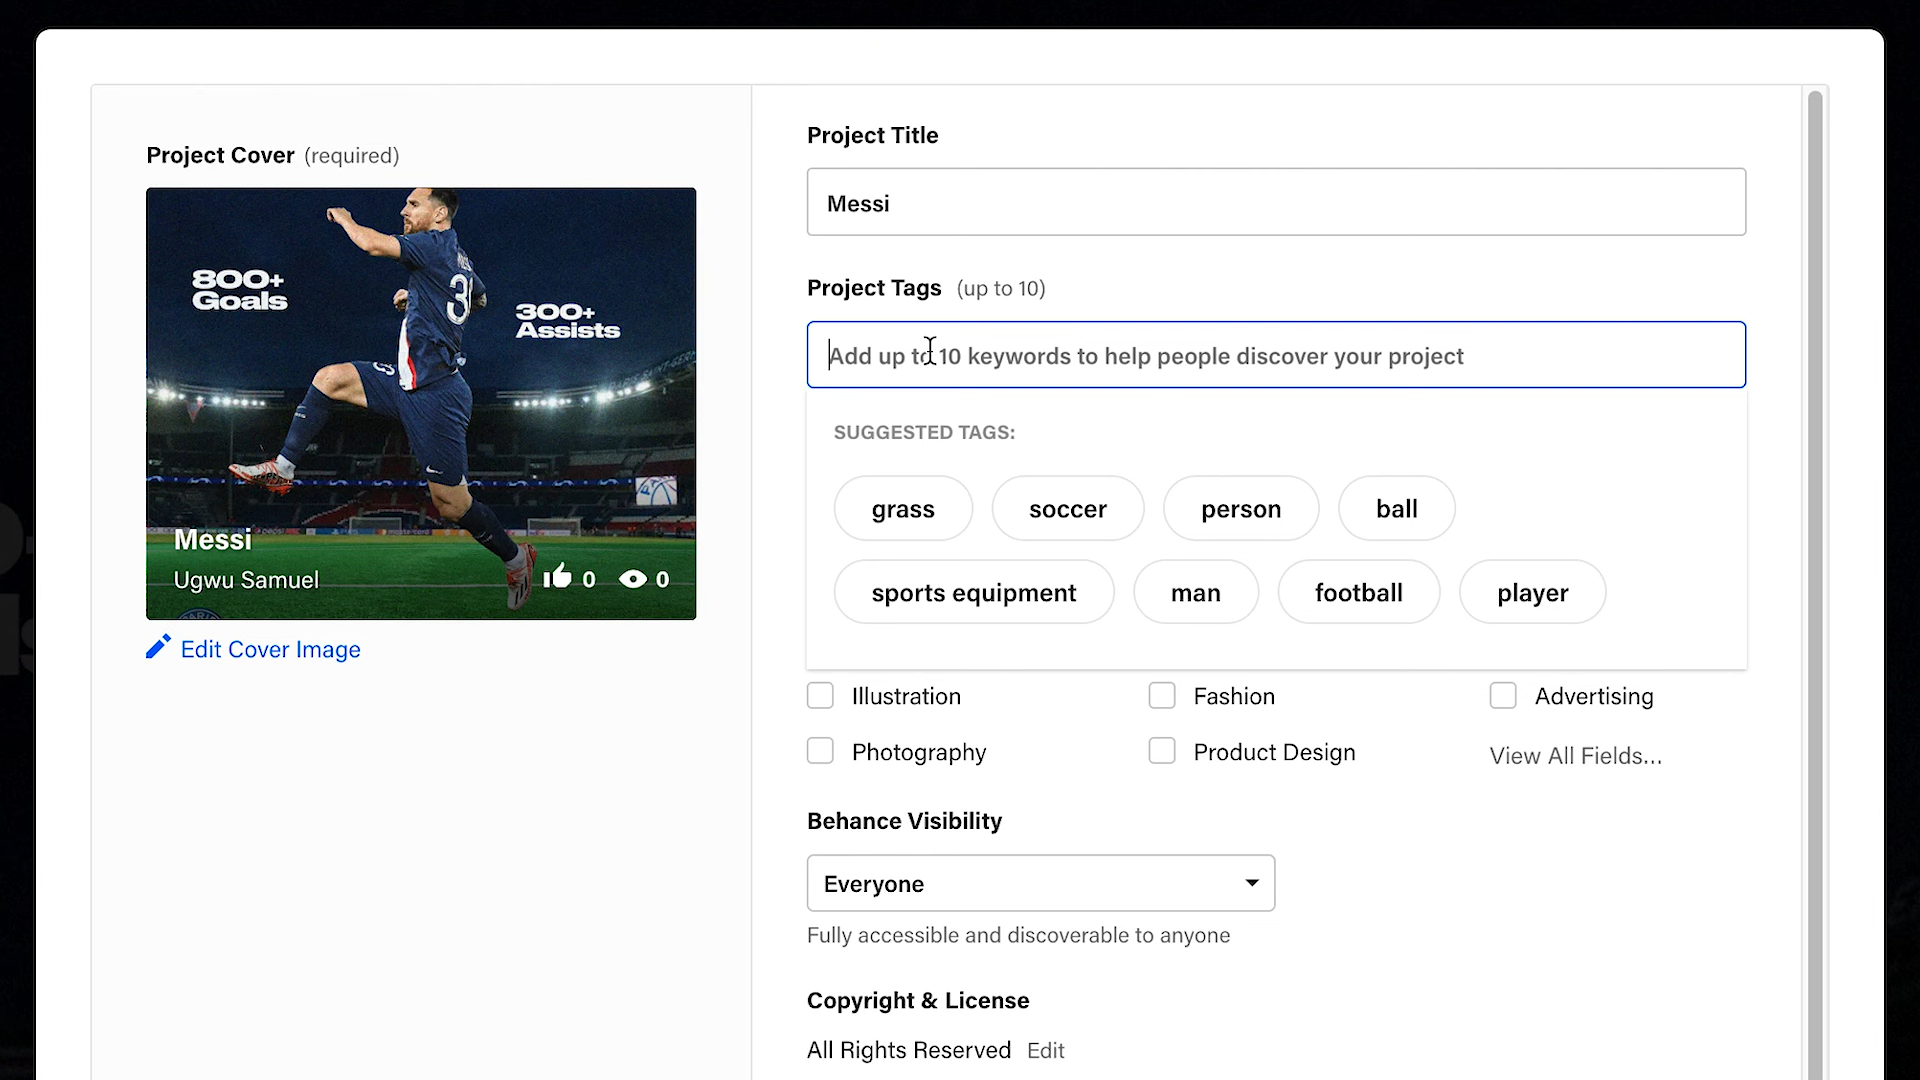 Project Cover (required)
800+
Goals
300+
Assists
Messi
Ugwu Samuel
0
0
Edit Cover Image
Project Title
Messi
Project Tags (up to 10)
Add up to 10 keywords to help people discover your project
SUGGESTED TAGS:
grass
soccer
person
ball
sports equipment
man
football
player
Illustration
Fashion
Advertising
Photography
Product Design
View All Fields...
Behance Visibility
Everyone
Fully accessible and discoverable to anyone
Copyright & License
All Rights Reserved Edit